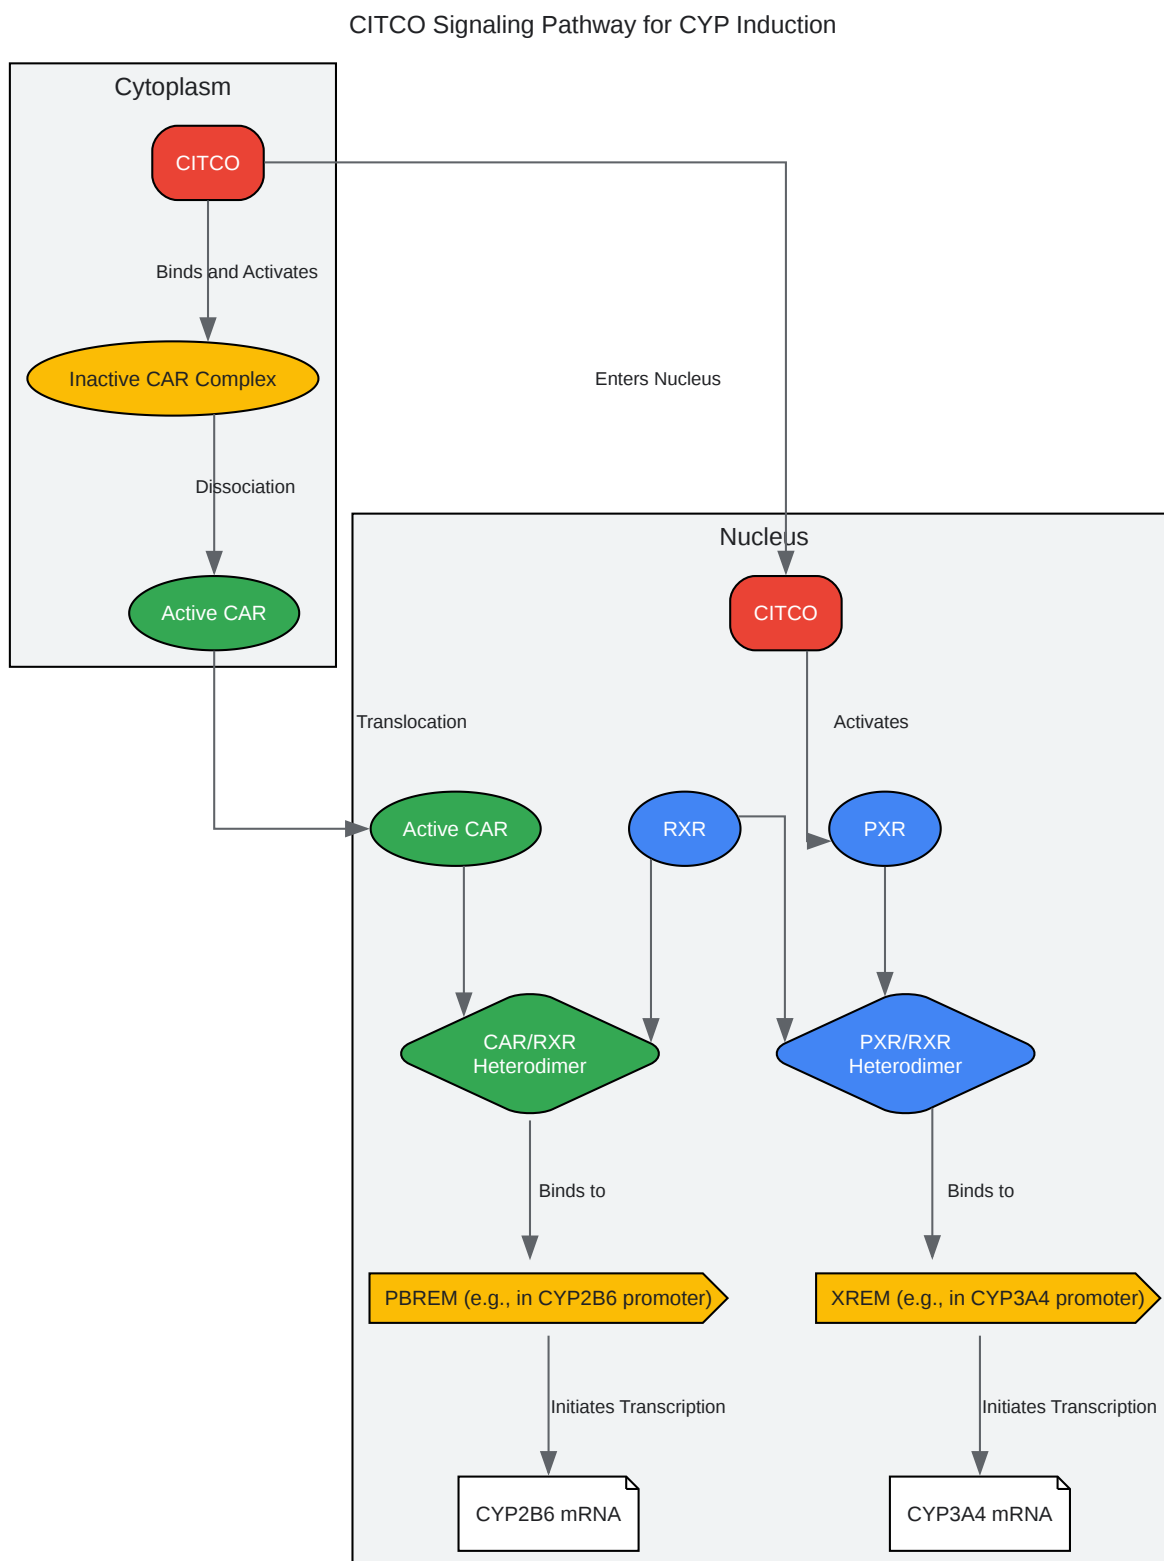 CITCO Signaling Pathway for CYP Induction
Cytoplasm
CITCO
Binds and Activates
Inactive CAR Complex
Enters Nucleus
Dissociation
Nucleus
Active CAR
CITCO
Translocation
Activates
Active CAR
RXR
PXR
CAR/RXR
Heterodimer
PXR/RXR
Heterodimer
Binds to
Binds to
PBREM (e.g., in CYP2B6 promoter)
XREM (e.g., in CYP3A4 promoter)
Initiates Transcription
Initiates Transcription
CYP2B6 mRNA
CYP3A4 mRNA